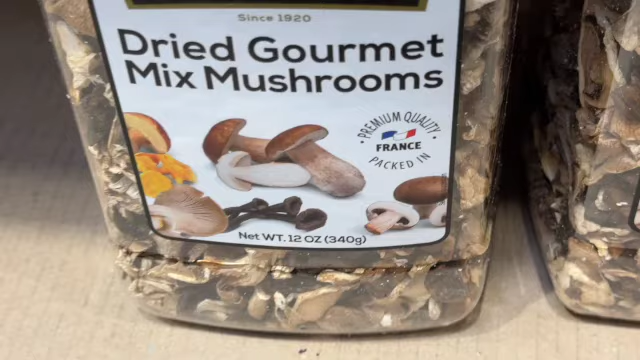 Since 1920
Dried Gourmet
Mix Mushrooms
PREMIUM QUALITY
FRANCE
PACKED IN
Net WT. 12 OZ (340g)